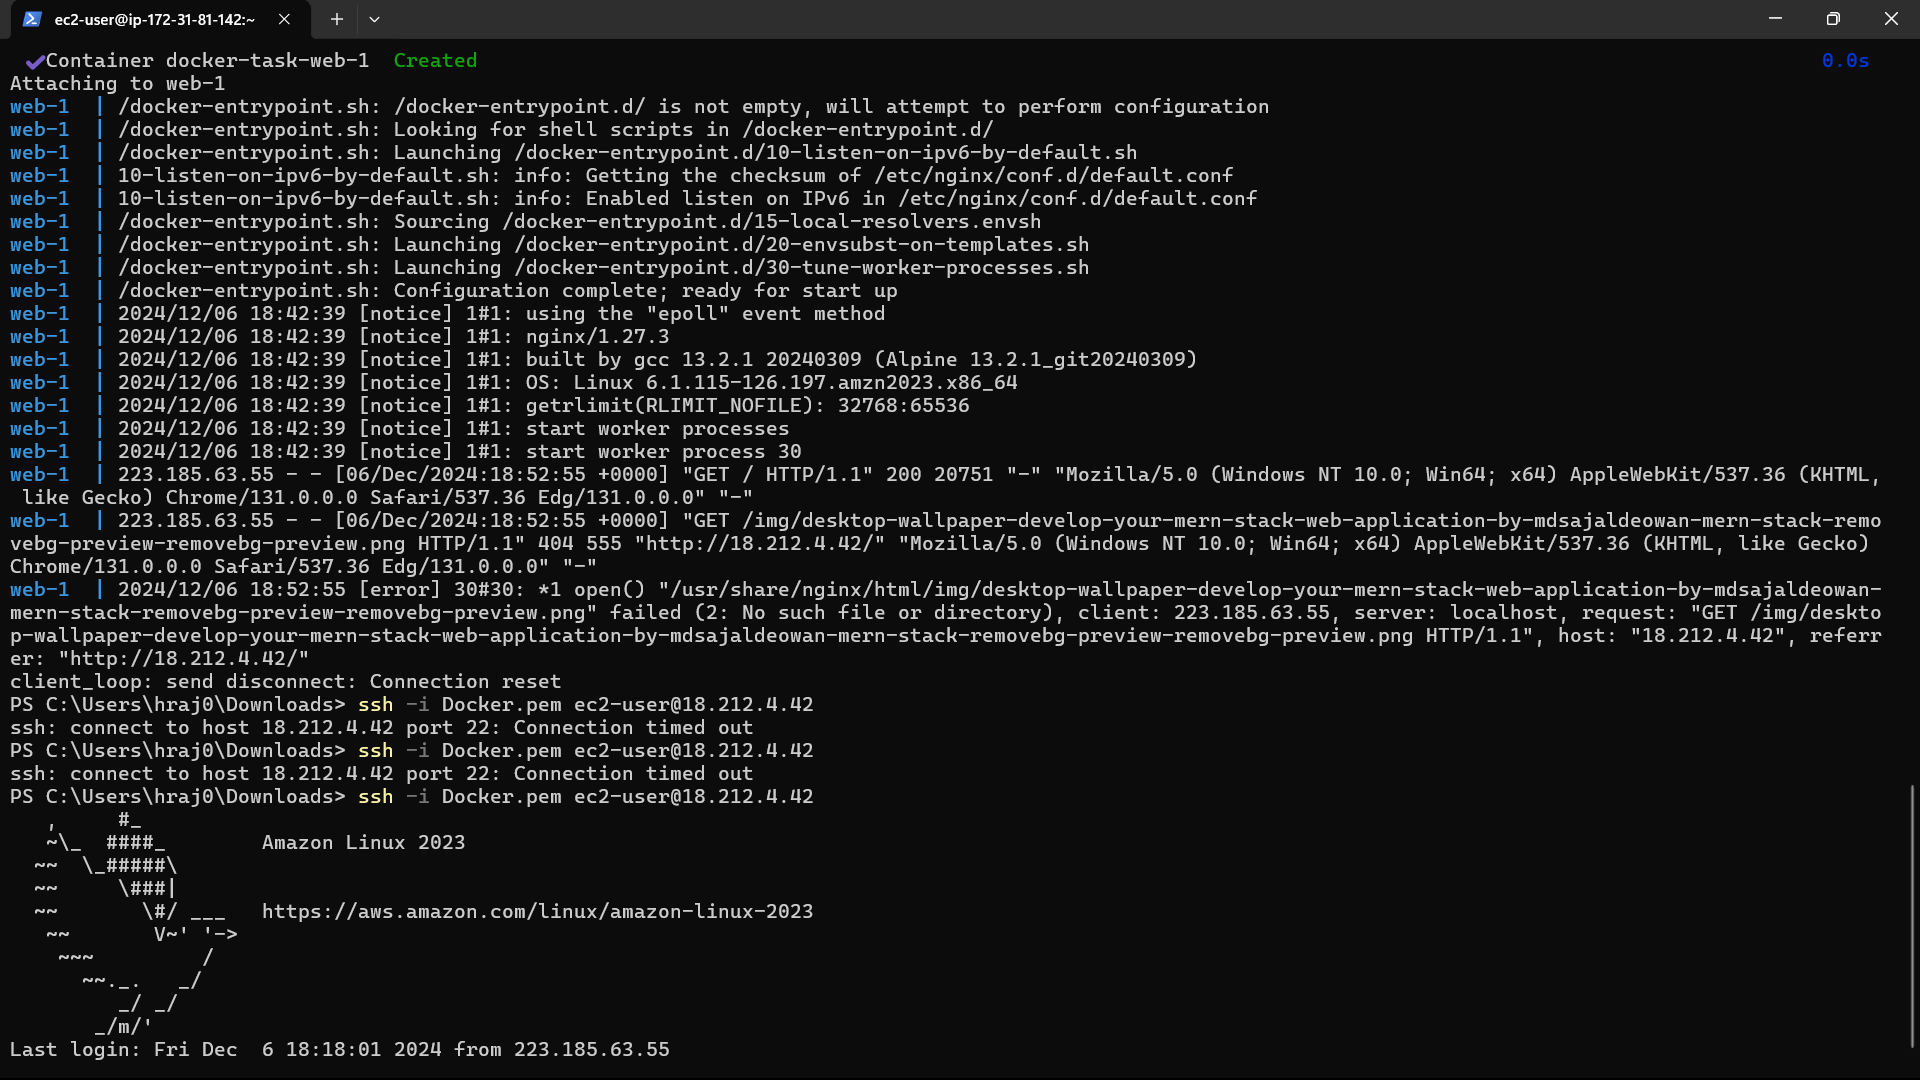 ec2-user@ip-172-31-81-142:~
✔Container docker-task-web-1  Created 0.0s
Attaching to web-1
web-1  | /docker-entrypoint.sh: /docker-entrypoint.d/ is not empty, will attempt to perform configuration
web-1  | /docker-entrypoint.sh: Looking for shell scripts in /docker-entrypoint.d/
web-1  | /docker-entrypoint.sh: Launching /docker-entrypoint.d/10-listen-on-ipv6-by-default.sh
web-1  | 10-listen-on-ipv6-by-default.sh: info: Getting the checksum of /etc/nginx/conf.d/default.conf
web-1  | 10-listen-on-ipv6-by-default.sh: info: Enabled listen on IPv6 in /etc/nginx/conf.d/default.conf
web-1  | /docker-entrypoint.sh: Sourcing /docker-entrypoint.d/15-local-resolvers.envsh
web-1  | /docker-entrypoint.sh: Launching /docker-entrypoint.d/20-envsubst-on-templates.sh
web-1  | /docker-entrypoint.sh: Launching /docker-entrypoint.d/30-tune-worker-processes.sh
web-1  | /docker-entrypoint.sh: Configuration complete; ready for start up
web-1  | 2024/12/06 18:42:39 [notice] 1#1: using the "epoll" event method
web-1  | 2024/12/06 18:42:39 [notice] 1#1: nginx/1.27.3
web-1  | 2024/12/06 18:42:39 [notice] 1#1: built by gcc 13.2.1 20240309 (Alpine 13.2.1_git20240309)
web-1  | 2024/12/06 18:42:39 [notice] 1#1: OS: Linux 6.1.115-126.197.amzn2023.x86_64
web-1  | 2024/12/06 18:42:39 [notice] 1#1: getrlimit(RLIMIT_NOFILE): 32768:65536
web-1  | 2024/12/06 18:42:39 [notice] 1#1: start worker processes
web-1  | 2024/12/06 18:42:39 [notice] 1#1: start worker process 30
web-1  | 223.185.63.55 - - [06/Dec/2024:18:52:55 +0000] "GET / HTTP/1.1" 200 20751 "-" "Mozilla/5.0 (Windows NT 10.0; Win64; x64) AppleWebKit/537.36 (KHTML,
 like Gecko) Chrome/131.0.0.0 Safari/537.36 Edg/131.0.0.0" "-"
web-1  | 223.185.63.55 - - [06/Dec/2024:18:52:55 +0000] "GET /img/desktop-wallpaper-develop-your-mern-stack-web-application-by-mdsajaldeowan-mern-stack-remo
vebg-preview-removebg-preview.png HTTP/1.1" 404 555 "http://18.212.4.42/" "Mozilla/5.0 (Windows NT 10.0; Win64; x64) AppleWebKit/537.36 (KHTML, like Gecko)
Chrome/131.0.0.0 Safari/537.36 Edg/131.0.0.0" "-"
web-1  | 2024/12/06 18:52:55 [error] 30#30: *1 open() "/usr/share/nginx/html/img/desktop-wallpaper-develop-your-mern-stack-web-application-by-mdsajaldeowan-
mern-stack-removebg-preview-removebg-preview.png" failed (2: No such file or directory), client: 223.185.63.55, server: localhost, request: "GET /img/deskto
p-wallpaper-develop-your-mern-stack-web-application-by-mdsajaldeowan-mern-stack-removebg-preview-removebg-preview.png HTTP/1.1", host: "18.212.4.42", referr
er: "http://18.212.4.42/"
client_loop: send disconnect: Connection reset
PS C:\Users\hraj0\Downloads> ssh -i Docker.pem ec2-user@18.212.4.42
ssh: connect to host 18.212.4.42 port 22: Connection timed out
PS C:\Users\hraj0\Downloads> ssh -i Docker.pem ec2-user@18.212.4.42
ssh: connect to host 18.212.4.42 port 22: Connection timed out
PS C:\Users\hraj0\Downloads> ssh -i Docker.pem ec2-user@18.212.4.42
   ,     #_
   ~\_  ####_        Amazon Linux 2023
  ~~  \_#####\
  ~~     \###|
  ~~       \#/ ___   https://aws.amazon.com/linux/amazon-linux-2023
   ~~       V~' '->
    ~~~         /
      ~~._.   _/
         _/ _/
       _/m/'
Last login: Fri Dec  6 18:18:01 2024 from 223.185.63.55